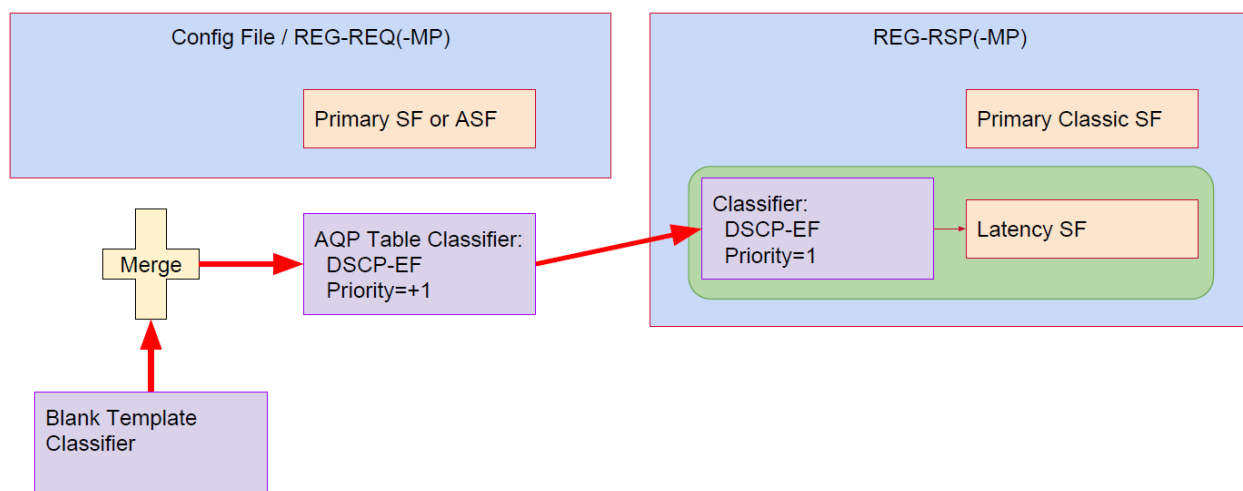 Config File / REG-REQ(-MP)
Primary SF or ASF
REG-RSP(-MP)
Primary Classic SF
Merge
AQP Table Classifier:
DSCP-EF
Priority=+1
Classifier:
DSCP-EF
Priority=1
Latency SF
Blank Template
Classifier